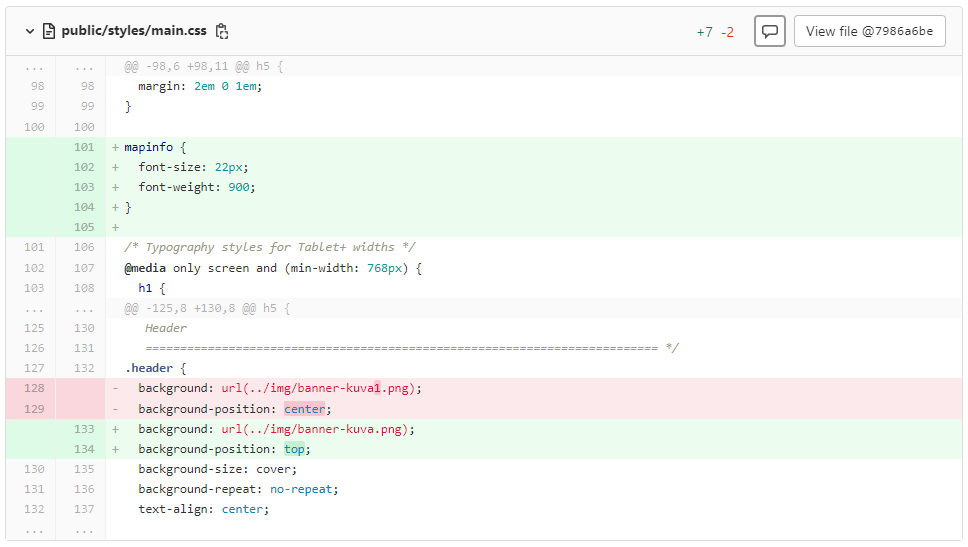 public/styles/main.css +7 -2 View file @7986a6be
... ... @@ -98,6 +98,11 @@ h5 {
98 98 margin: 2em 0 1em;
99 99 }
100 100
101 + mapinfo {
102 + font-size: 22px;
103 + font-weight: 900;
104 + }
105 +
101 106 /* Typography styles for Tablet+ widths */
102 107 @media only screen and (min-width: 768px) {
103 108 h1 {
... ... @@ -125,8 +130,8 @@ h5 {
125 130 Header
126 131 ========================================================================== */
127 132 .header {
128 - background: url(../img/banner-kuva1.png);
129 - background-position: center;
133 + background: url(../img/banner-kuva.png);
134 + background-position: top;
130 135 background-size: cover;
131 136 background-repeat: no-repeat;
132 137 text-align: center;
... ...